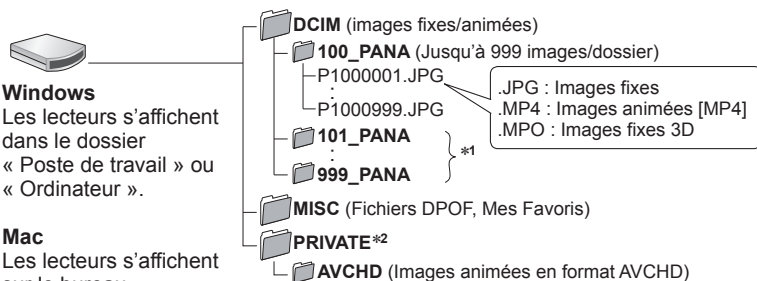 Windows
Les lecteurs s'affichent
dans le dossier
« Poste de travail » ou
« Ordinateur ».
Mac
Les lecteurs s'affichent
DCIM (images fixes/animées)
100_PANA (Jusqu'à 999 images/dossier)
P1000001.JPG
P1000999.JPG
.JPG : Images fixes
.MP4 : Images animées [MP4]
.MPO : Images fixes 3D
101_PANA
*1
999_PANA
MISC (Fichiers DPOF, Mes Favoris)
PRIVATE*2
AVCHD (Images animées en format AVCHD)